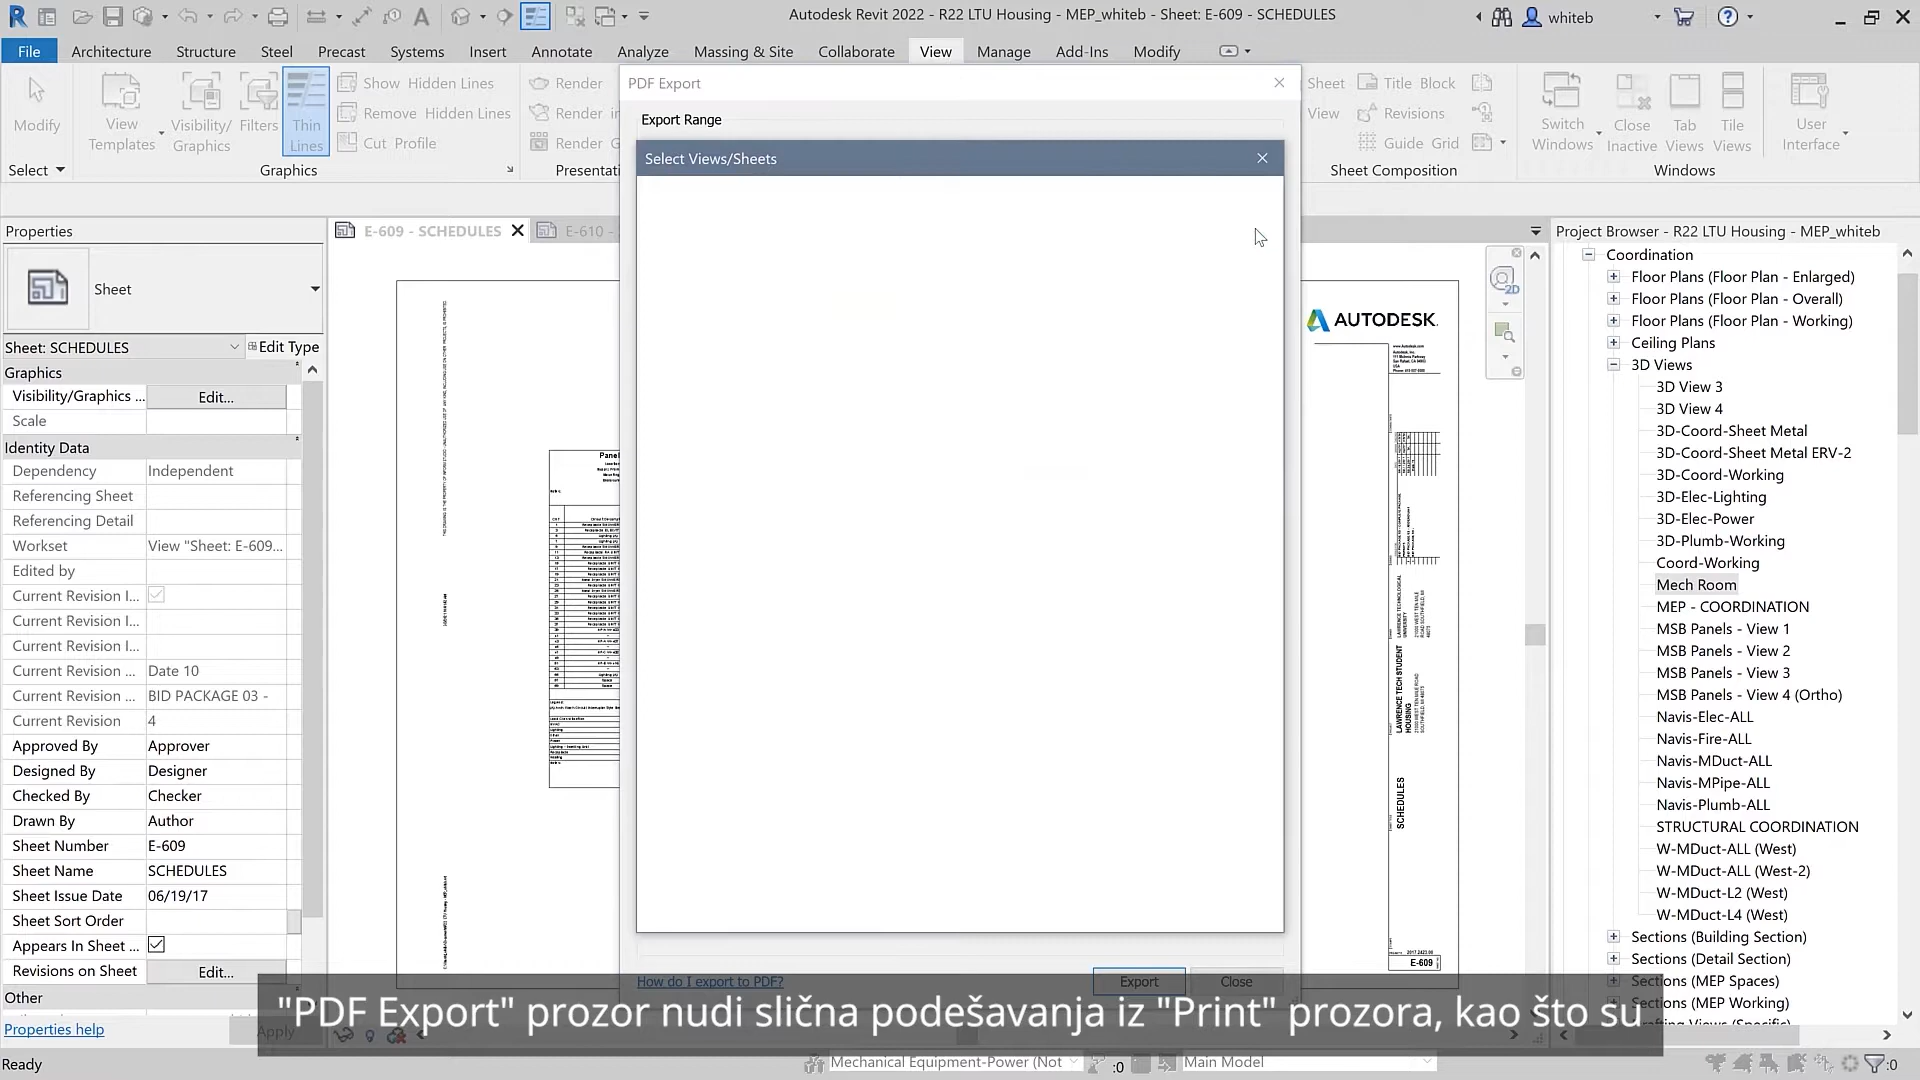 Autodesk Revit 2022 - R22 LTU Housing - MEP_whiteb - Sheet: E-609 - SCHEDULES
whiteb
File Architecture Structure Steel Precast Systems Insert Annotate Analyze Massing & Site Collaborate View Manage Add-Ins Modify
Modify
View Templates
Visibility/ Graphics
Filters
Thin Lines
Show Hidden Lines
Remove Hidden Lines
Cut Profile
Render
Render
Render
Sheet
View
Title Block
Revisions
Guide Grid
Switch Windows
Close Inactive
Tab Views
Tile Views
User Interface
Select
Graphics
Presentati
Sheet Composition
Windows
PDF Export
Export Range
Select Views/Sheets
How do I export to PDF?
Export
Close
Properties
Sheet
Sheet: SCHEDULES
Edit Type
Graphics
Visibility/Graphics ... Edit...
Scale
Identity Data
Dependency Independent
Referencing Sheet
Referencing Detail
Workset View "Sheet: E-609...
Edited by
Current Revision I...
Current Revision I...
Current Revision I...
Current Revision ... Date 10
Current Revision ... BID PACKAGE 03 -
Current Revision 4
Approved By Approver
Designed By Designer
Checked By Checker
Drawn By Author
Sheet Number E-609
Sheet Name SCHEDULES
Sheet Issue Date 06/19/17
Sheet Sort Order
Appears In Sheet ...
Revisions on Sheet Edit...
Other
Properties help
Apply
E-609 - SCHEDULES
E-610 -
Panel
AUTODESK.
LAWRENCE TECHNOLOGICAL UNIVERSITY
LAWRENCE TECH STUDENT HOUSING
SCHEDULES
E-609
Project Browser - R22 LTU Housing - MEP_whiteb
Coordination
Floor Plans (Floor Plan - Enlarged)
Floor Plans (Floor Plan - Overall)
Floor Plans (Floor Plan - Working)
Ceiling Plans
3D Views
3D View 3
3D View 4
3D-Coord-Sheet Metal
3D-Coord-Sheet Metal ERV-2
3D-Coord-Working
3D-Elec-Lighting
3D-Elec-Power
3D-Plumb-Working
Coord-Working
Mech Room
MEP - COORDINATION
MSB Panels - View 1
MSB Panels - View 2
MSB Panels - View 3
MSB Panels - View 4 (Ortho)
Navis-Elec-ALL
Navis-Fire-ALL
Navis-MDuct-ALL
Navis-MPipe-ALL
Navis-Plumb-ALL
STRUCTURAL COORDINATION
W-MDuct-ALL (West)
W-MDuct-ALL (West-2)
W-MDuct-L2 (West)
W-MDuct-L4 (West)
Sections (Building Section)
Sections (Detail Section)
Sections (MEP Spaces)
Sections (MEP Working)
"PDF Export" prozor nudi slična podešavanja iz "Print" prozora, kao što su
Ready
Mechanical Equipment-Power (Not
:0
Main Model
:0